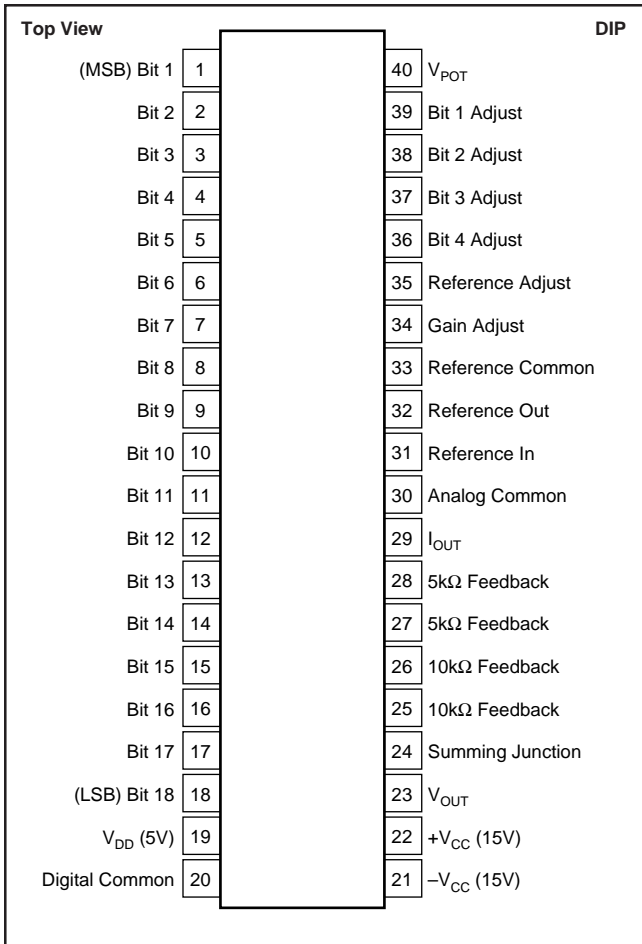 Top View DIP
(MSB) Bit 1 1 40 V_POT
Bit 2 2 39 Bit 1 Adjust
Bit 3 3 38 Bit 2 Adjust
Bit 4 4 37 Bit 3 Adjust
Bit 5 5 36 Bit 4 Adjust
Bit 6 6 35 Reference Adjust
Bit 7 7 34 Gain Adjust
Bit 8 8 33 Reference Common
Bit 9 9 32 Reference Out
Bit 10 10 31 Reference In
Bit 11 11 30 Analog Common
Bit 12 12 29 I_OUT
Bit 13 13 28 5kΩ Feedback
Bit 14 14 27 5kΩ Feedback
Bit 15 15 26 10kΩ Feedback
Bit 16 16 25 10kΩ Feedback
Bit 17 17 24 Summing Junction
(LSB) Bit 18 18 23 V_OUT
V_DD (5V) 19 22 +V_CC (15V)
Digital Common 20 21 –V_CC (15V)